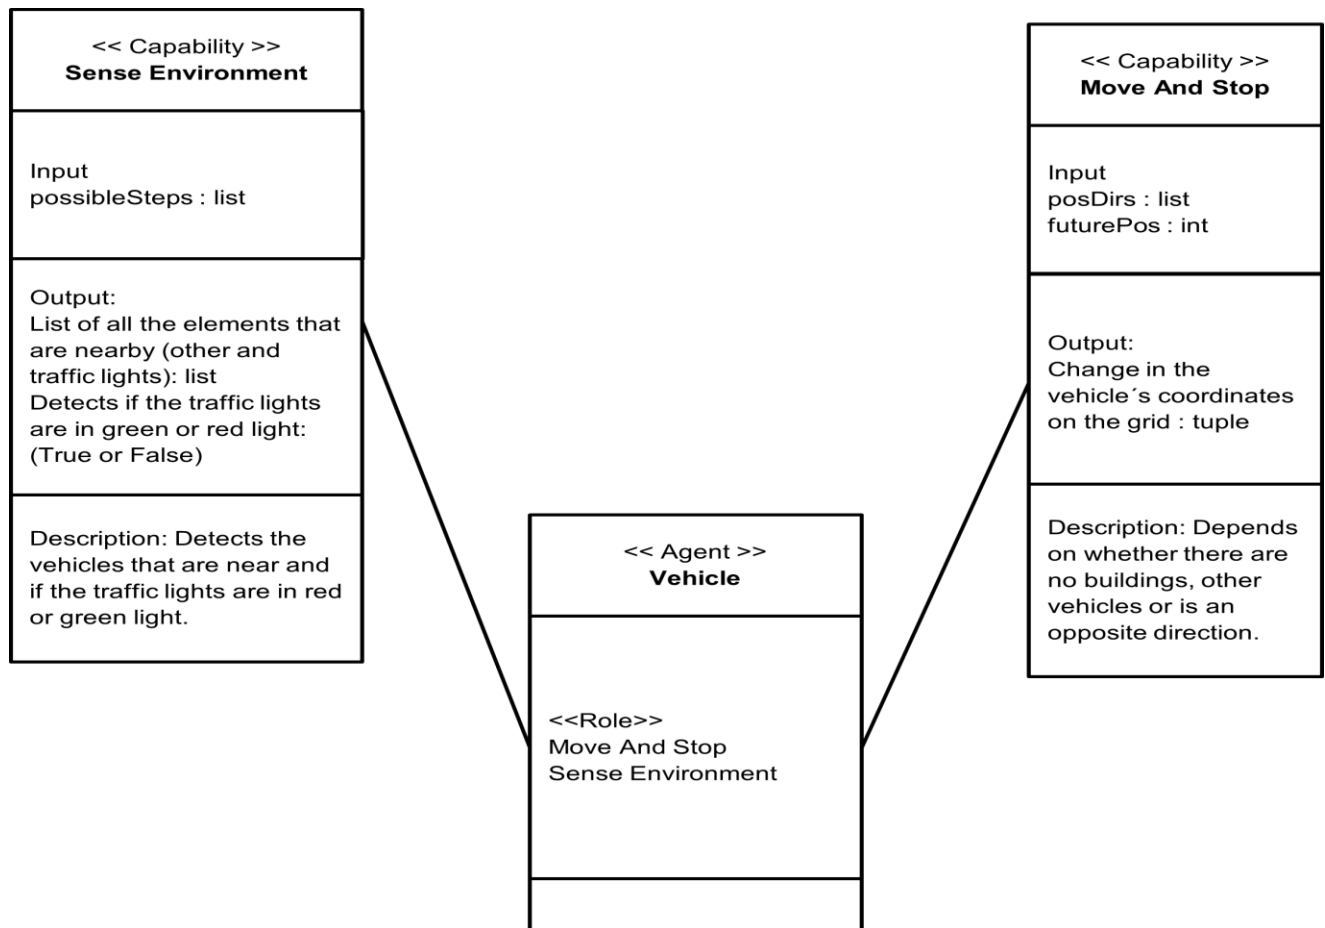 << Capability >>
Sense Environment
Input
possibleSteps : list
Output:
List of all the elements that
are nearby (other and
traffic lights): list
Detects if the traffic lights
are in green or red light:
(True or False)
Description: Detects the
vehicles that are near and
if the traffic lights are in red
or green light.
<< Agent >>
Vehicle
<<Role>>
Move And Stop
Sense Environment
<< Capability >>
Move And Stop
Input
posDirs : list
futurePos : int
Output:
Change in the
vehicle´s coordinates
on the grid : tuple
Description: Depends
on whether there are
no buildings, other
vehicles or is an
opposite direction.